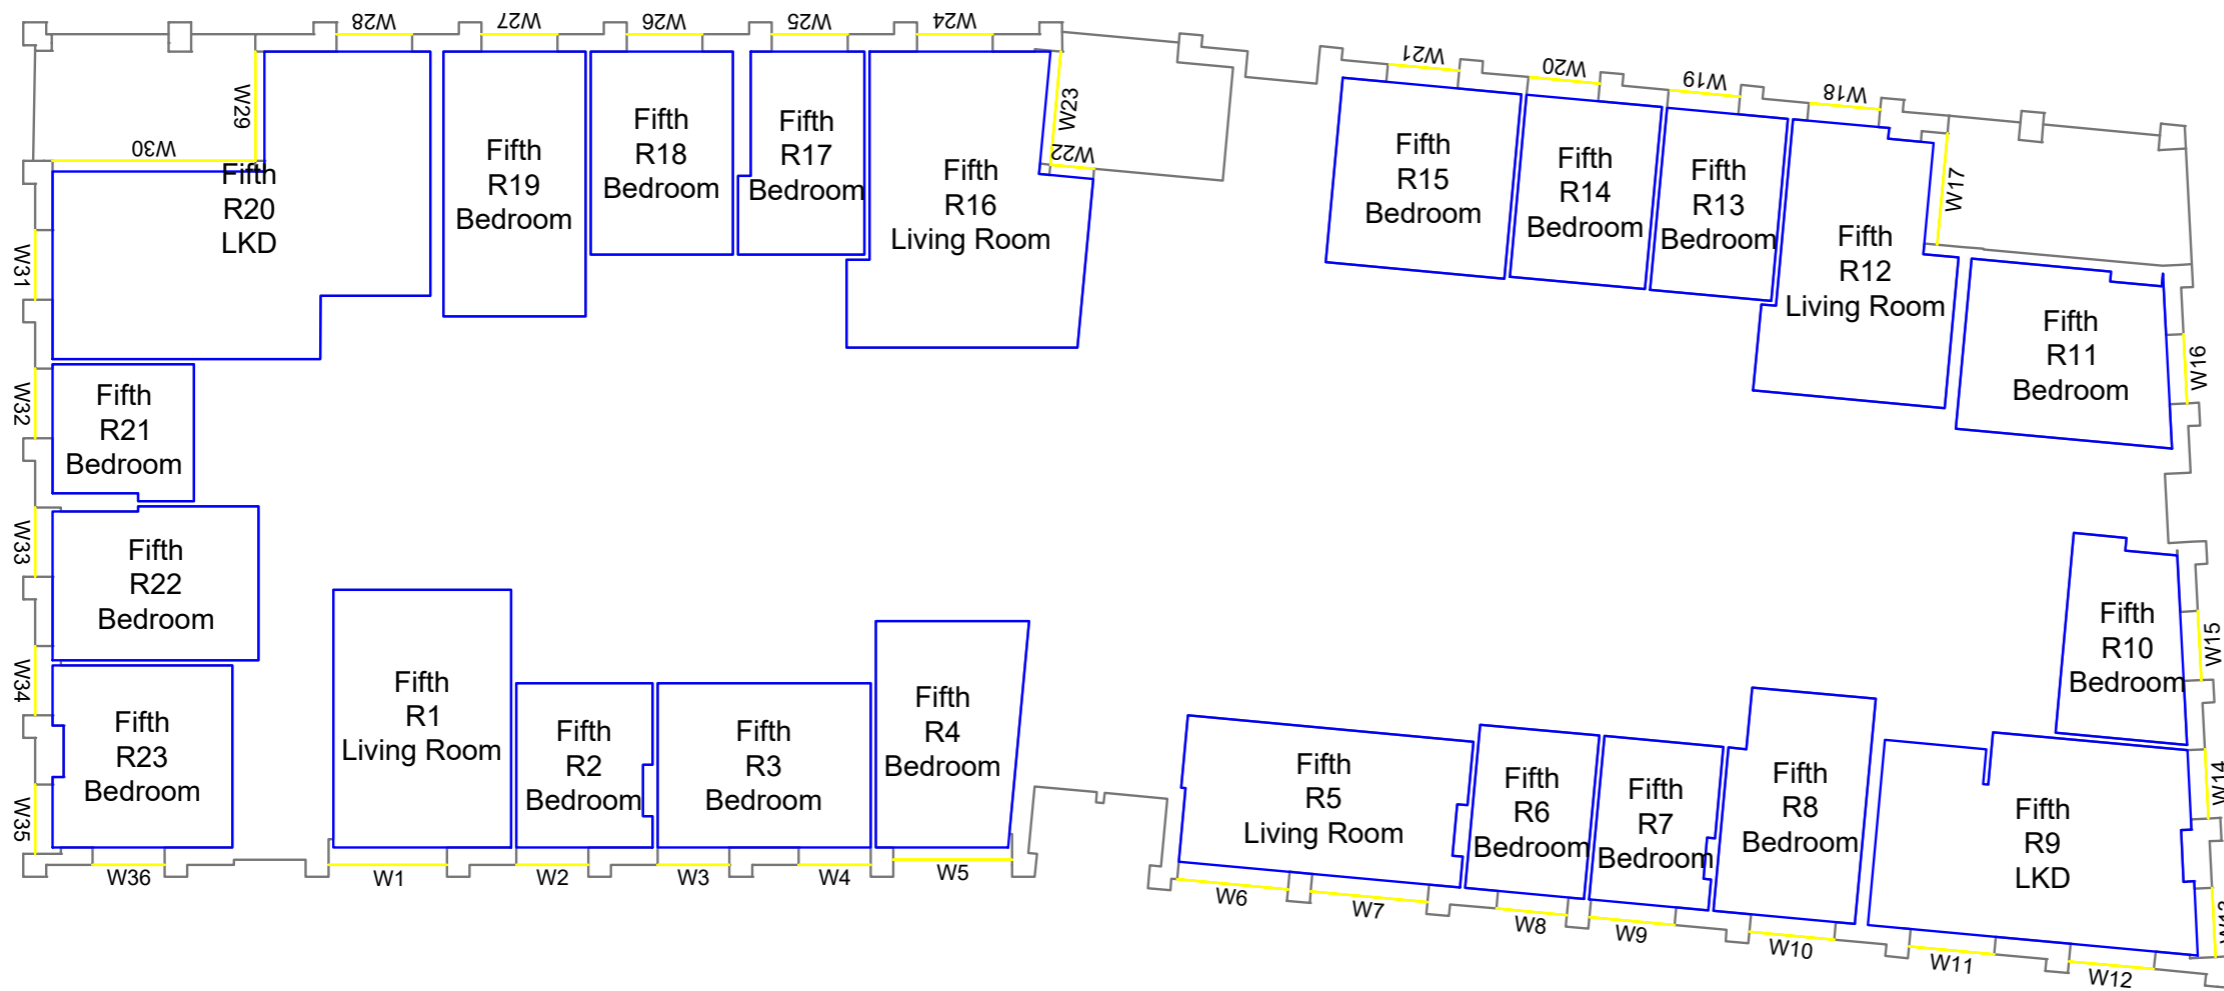 W28
W27
W26
W25
W24
W29
W30
Fifth
R20
LKD
Fifth
R19
Bedroom
Fifth
R18
Bedroom
Fifth
R17
Bedroom
Fifth
R16
Living Room
W23
W22
W21
W20
W19
W18
W17
Fifth
R15
Bedroom
Fifth
R14
Bedroom
Fifth
R13
Bedroom
Fifth
R12
Living Room
Fifth
R11
Bedroom
W16
W31
W32
Fifth
R21
Bedroom
W33
Fifth
R22
Bedroom
W34
Fifth
R23
Bedroom
W35
W36
Fifth
R1
Living Room
Fifth
R2
Bedroom
Fifth
R3
Bedroom
Fifth
R4
Bedroom
W1
W2
W3
W4
W5
Fifth
R5
Living Room
Fifth
R6
Bedroom
Fifth
R7
Bedroom
Fifth
R8
Bedroom
Fifth
R9
LKD
Fifth
R10
Bedroom
W15
W14
W6
W7
W8
W9
W10
W11
W12